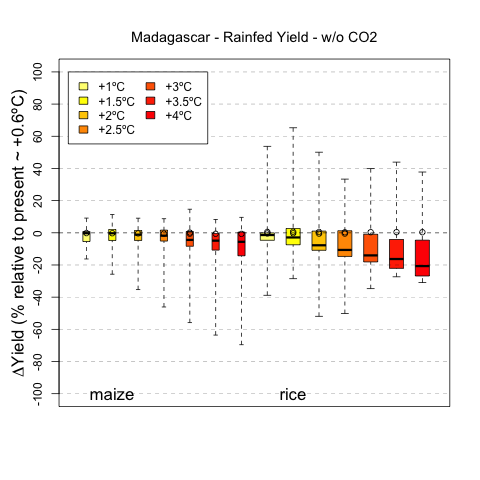 Madagascar - Rainfed Yield - w/o CO2
ΔYield (% relative to present ~ +0.6ºC)
100
80
60
40
20
0
-20
-40
-60
-80
-100
+1ºC
+1.5ºC
+2ºC
+2.5ºC
+3ºC
+3.5ºC
+4ºC
maize
rice